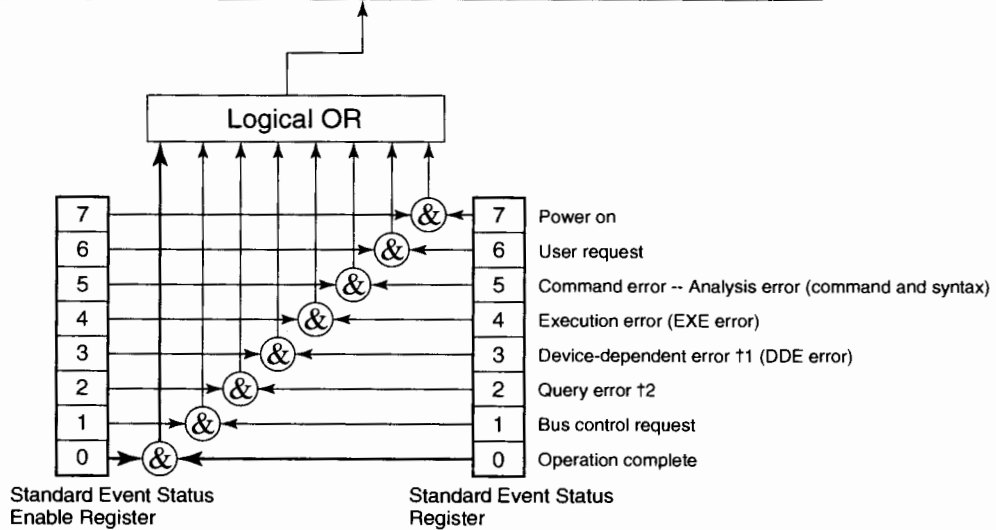 Logical OR
7 & 7 Power on
6 & 6 User request
5 & 5 Command error -- Analysis error (command and syntax)
4 & 4 Execution error (EXE error)
3 & 3 Device-dependent error †1 (DDE error)
2 & 2 Query error †2
1 & 1 Bus control request
0 & 0 Operation complete
Standard Event Status
Enable Register
Standard Event Status
Register